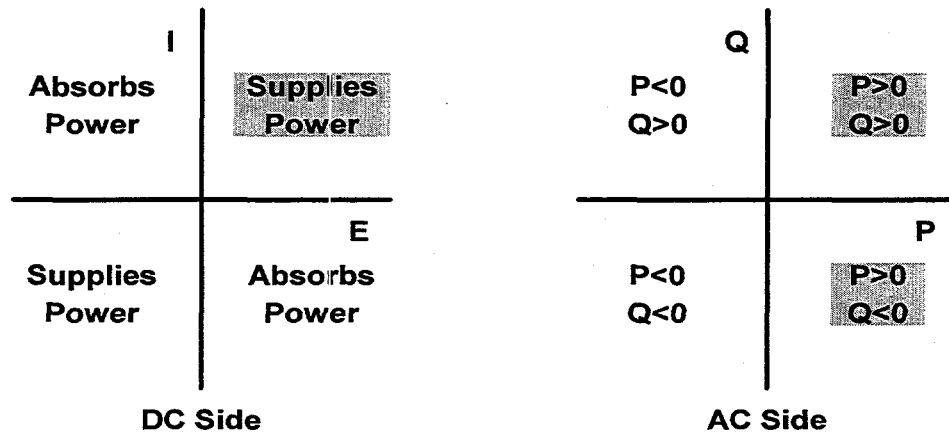 I
Absorbs
Power
Supplies
Power
E
Supplies
Power
Absorbs
Power
DC Side
Q
P<0
Q>0
P>0
Q>0
P
P<0
Q<0
P>0
Q<0
AC Side